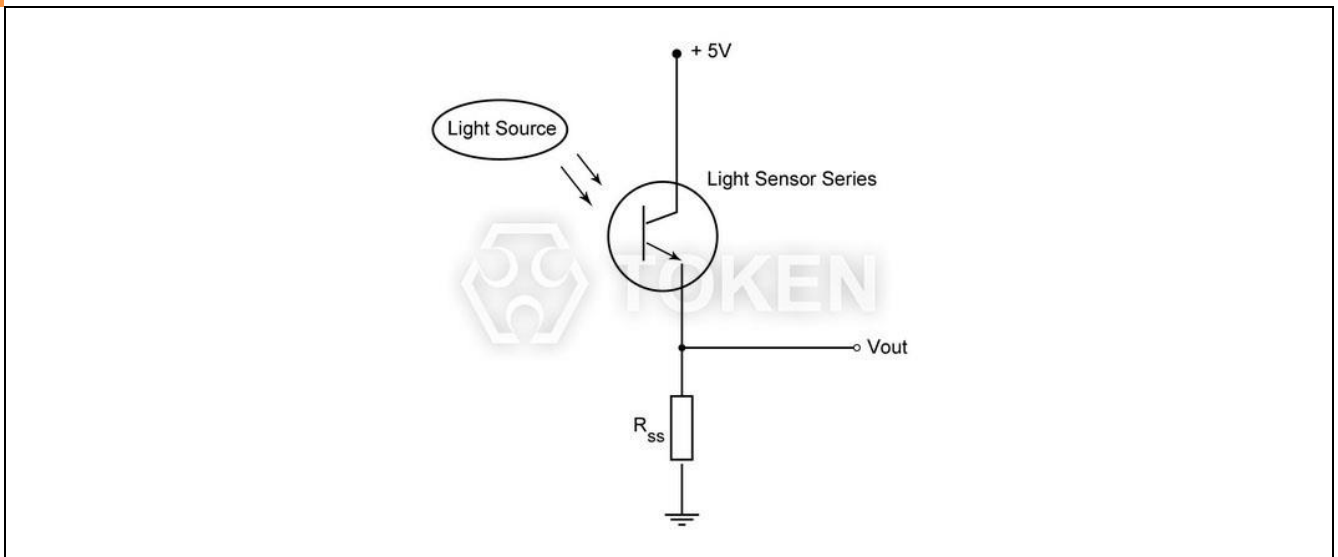 + 5V
Light Source
Light Sensor Series
TOKEN
Vout
Rss